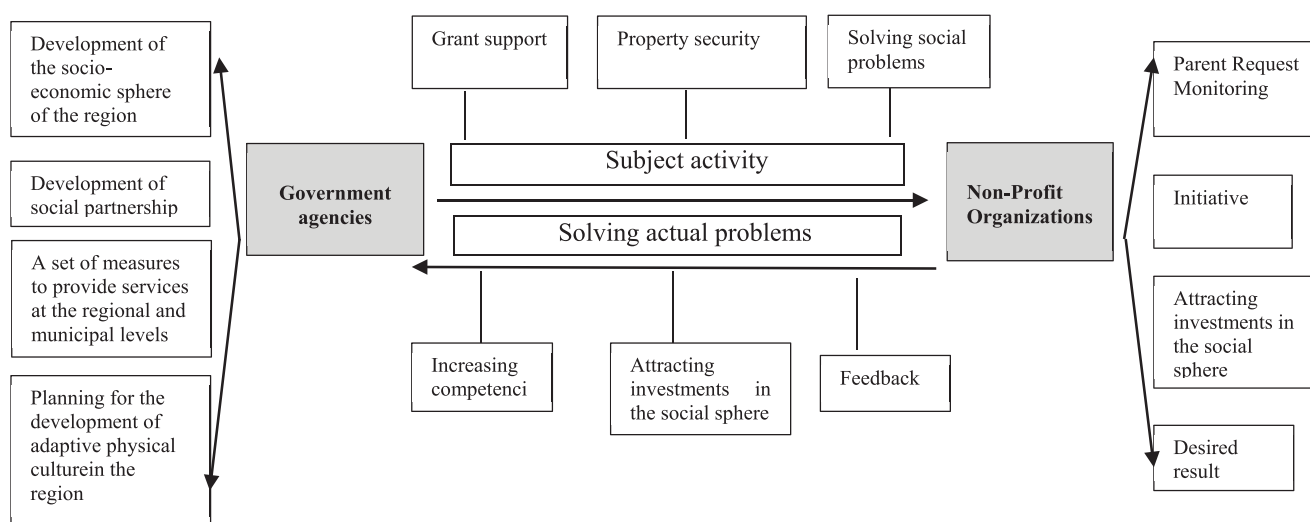 Development of
the socio-
economic sphere
of the region
Development of
social partnership
A set of measures
to provide services
at the regional and
municipal levels
Planning for the
development of
adaptive physical
culturein the
region
Government
agencies
Grant support
Property security
Solving social
problems
Subject activity
Solving actual problems
Increasing
competenci
Attracting
investments in
the social sphere
Feedback
Non-Profit
Organizations
Parent Request
Monitoring
Initiative
Attracting
investments in
the social
sphere
Desired
result